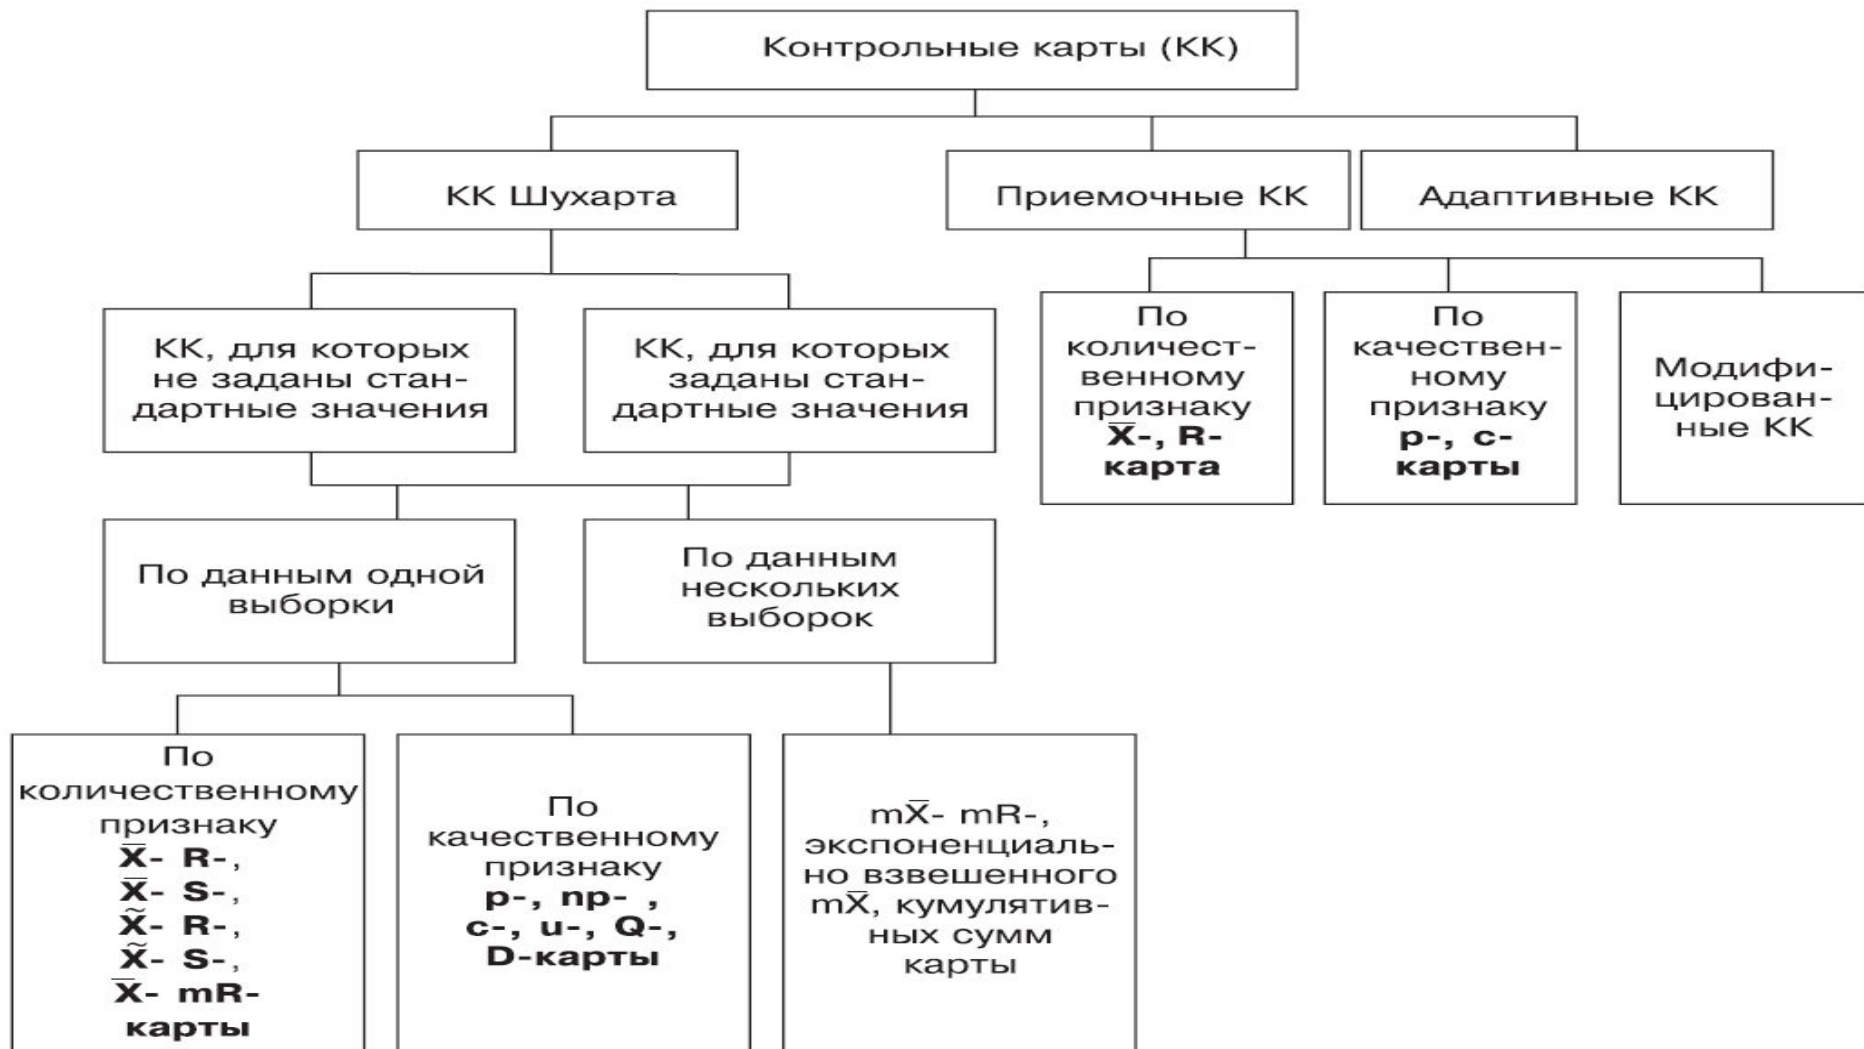 Контрольные карты (КК)
КК Шухарта
Приемочные КК
Адаптивные КК
КК, для которых
не заданы стан-
дартные значения
КК, для которых
заданы стан-
дартные значения
По
количест-
венному
признаку
X̅-, R-
карта
По
качествен-
ному
признаку
p-, c-
карты
Модифи-
цирован-
ные КК
По данным одной
выборки
По данным
нескольких
выборок
По
количественному
признаку
X̅- R-,
X̅- S-,
X̃- R-,
X̃- S-,
X̅- mR-
карты
По
качественному
признаку
p-, np- ,
c-, u-, Q-,
D-карты
mX̅- mR-,
экспоненциаль-
но взвешенного
mX̅, кумулятив-
ных сумм
карты